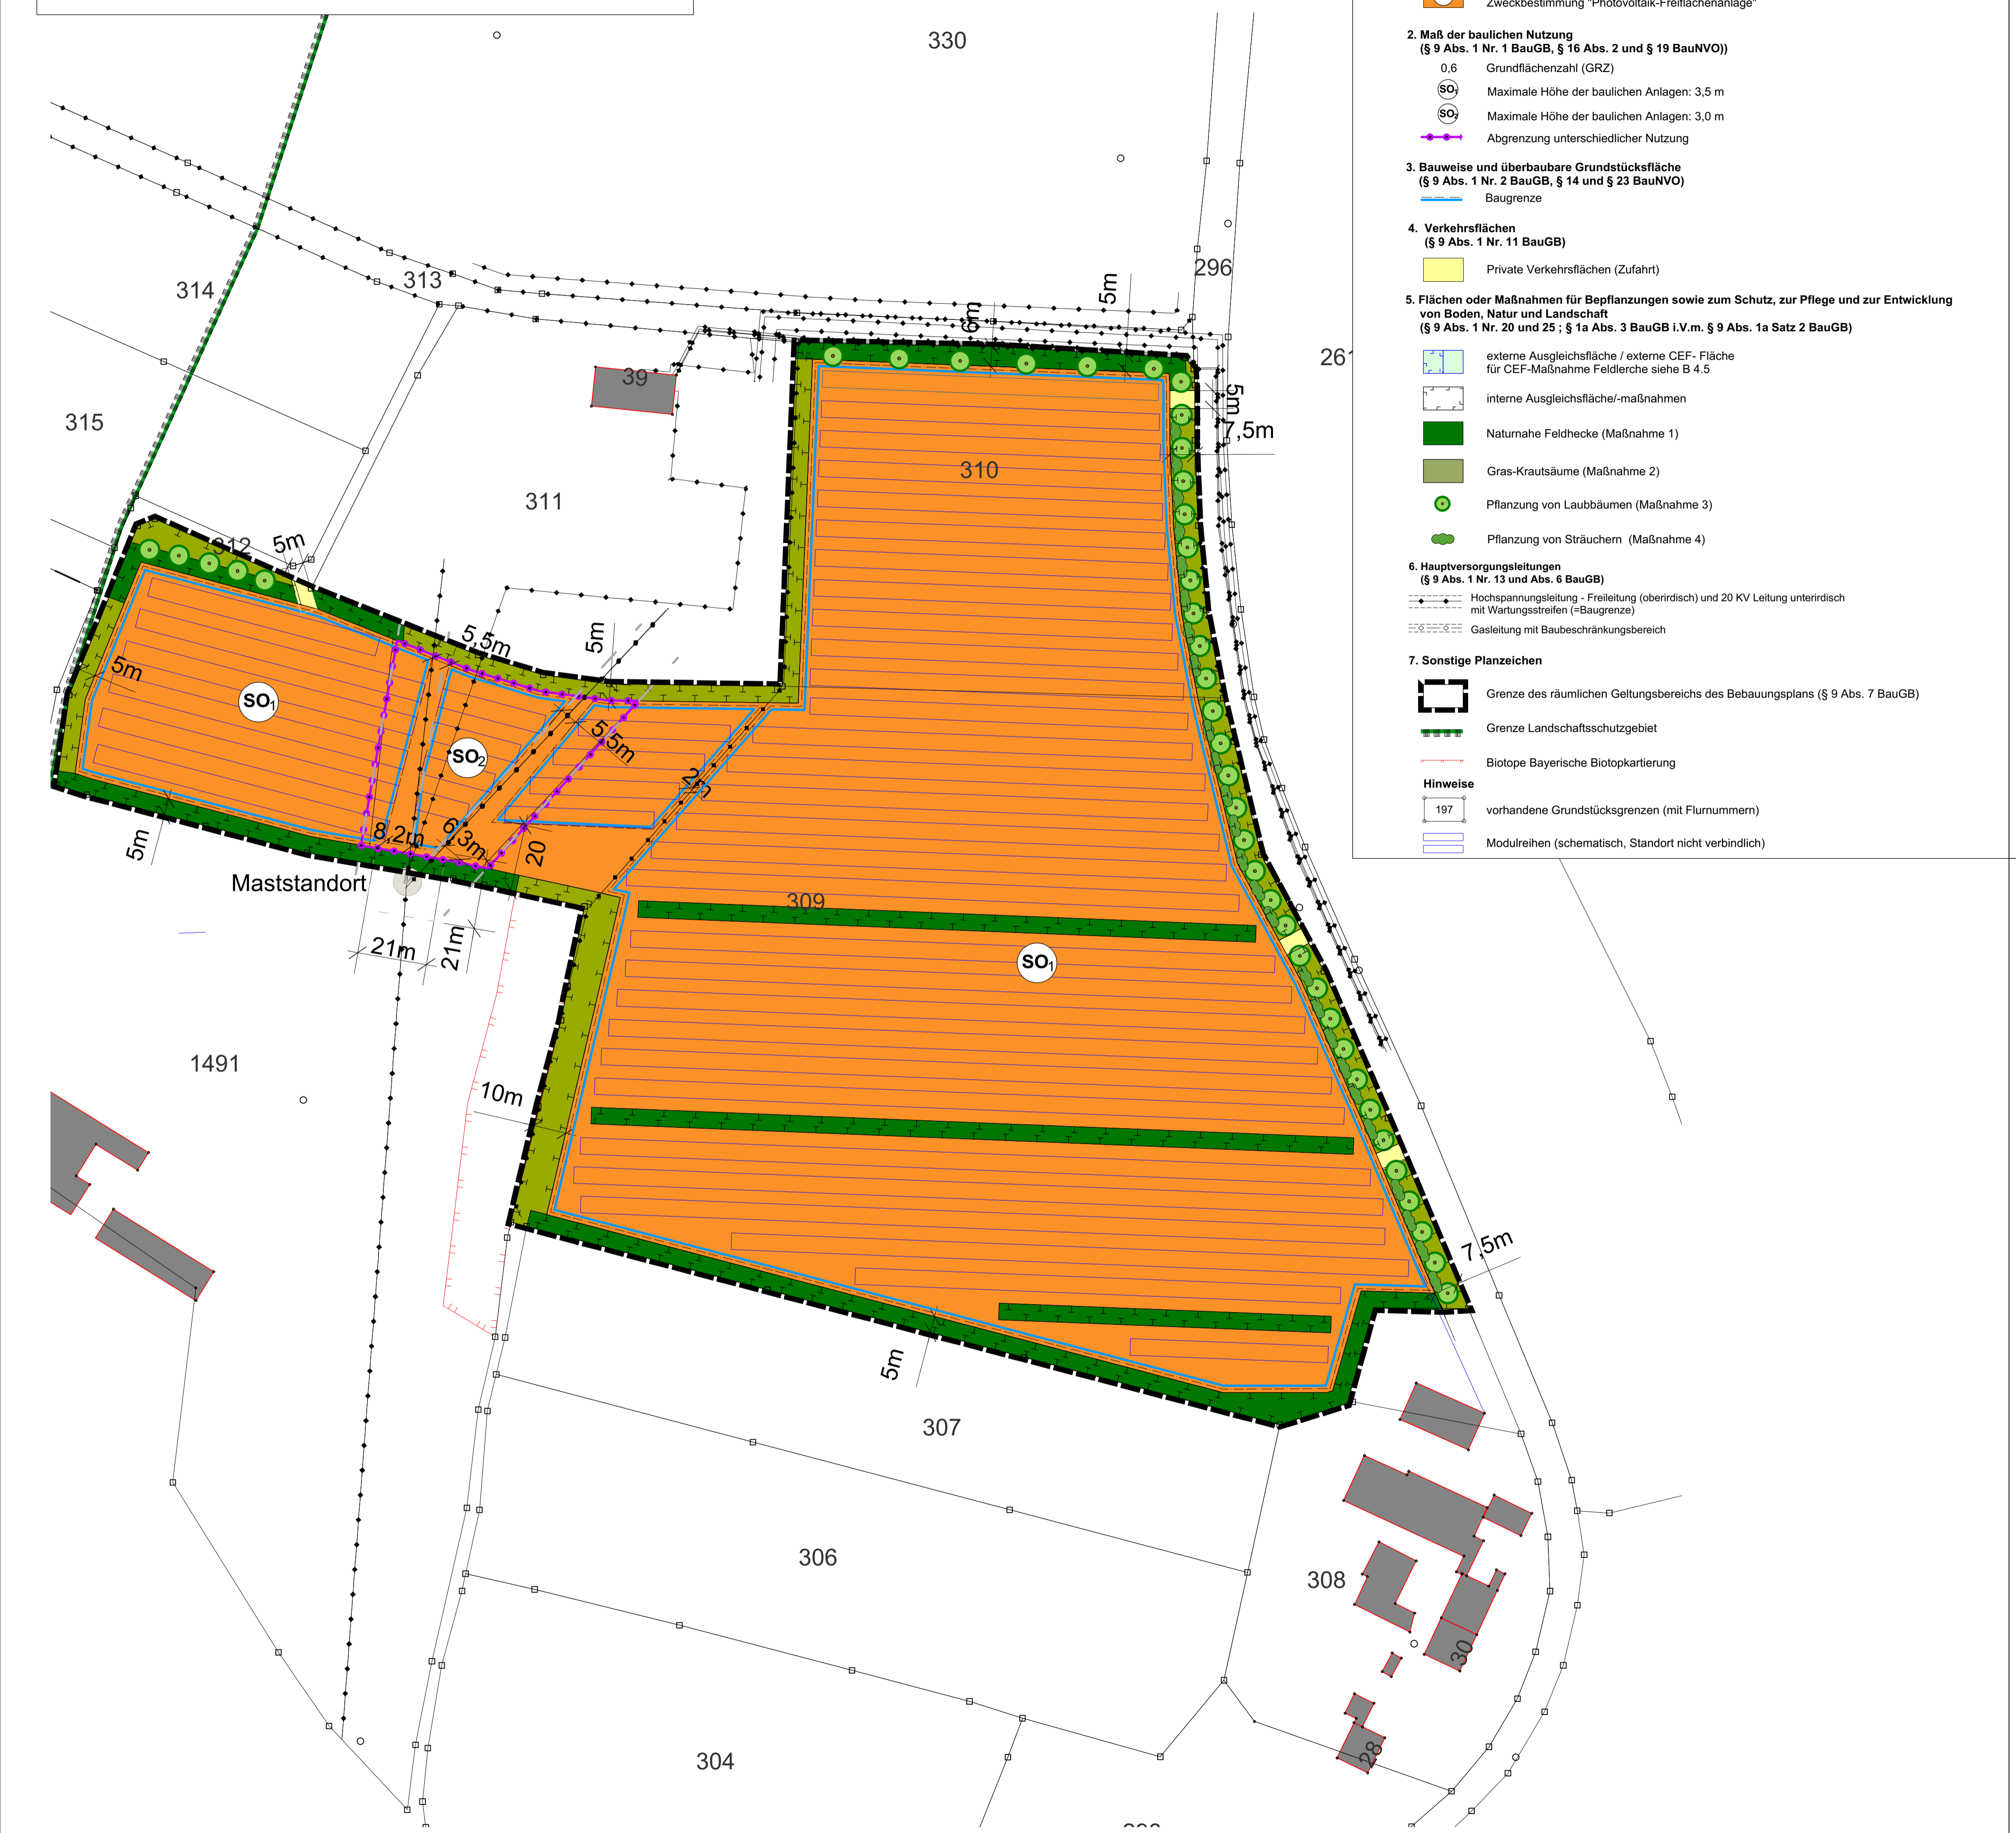 Zweckbestimmung "Photovoltaik-Freiflächenanlage"
2. Maß der baulichen Nutzung
(§ 9 Abs. 1 Nr. 1 BauGB, § 16 Abs. 2 und § 19 BauNVO))
0,6 Grundflächenzahl (GRZ)
SO1 Maximale Höhe der baulichen Anlagen: 3,5 m
SO2 Maximale Höhe der baulichen Anlagen: 3,0 m
Abgrenzung unterschiedlicher Nutzung
3. Bauweise und überbaubare Grundstücksfläche
(§ 9 Abs. 1 Nr. 2 BauGB, § 14 und § 23 BauNVO)
Baugrenze
4. Verkehrsflächen
(§ 9 Abs. 1 Nr. 11 BauGB)
Private Verkehrsflächen (Zufahrt)
5. Flächen oder Maßnahmen für Bepflanzungen sowie zum Schutz, zur Pflege und zur Entwicklung
von Boden, Natur und Landschaft
(§ 9 Abs. 1 Nr. 20 und 25 ; § 1a Abs. 3 BauGB i.V.m. § 9 Abs. 1a Satz 2 BauGB)
externe Ausgleichsfläche / externe CEF- Fläche
für CEF-Maßnahme Feldlerche siehe B 4.5
interne Ausgleichsfläche/-maßnahmen
Naturnahe Feldhecke (Maßnahme 1)
Gras-Krautsäume (Maßnahme 2)
Pflanzung von Laubbäumen (Maßnahme 3)
Pflanzung von Sträuchern (Maßnahme 4)
6. Hauptversorgungsleitungen
(§ 9 Abs. 1 Nr. 13 und Abs. 6 BauGB)
Hochspannungsleitung - Freileitung (oberirdisch) und 20 KV Leitung unterirdisch
mit Wartungsstreifen (=Baugrenze)
Gasleitung mit Baubeschränkungsbereich
7. Sonstige Planzeichen
Grenze des räumlichen Geltungsbereichs des Bebauungsplans (§ 9 Abs. 7 BauGB)
Grenze Landschaftsschutzgebiet
Biotope Bayerische Biotopkartierung
Hinweise
197 vorhandene Grundstücksgrenzen (mit Flurnummern)
Modulreihen (schematisch, Standort nicht verbindlich)
330
296
314
313
5m
6m
261
39
5m
315
7,5m
310
311
312
5m
5,5m
5m
5m
SO1
5,5m
SO2
2m
8,2m
6,3m
5m
20
Maststandort
309
21m
21m
SO1
1491
10m
7,5m
5m
307
306
308
30
28
304